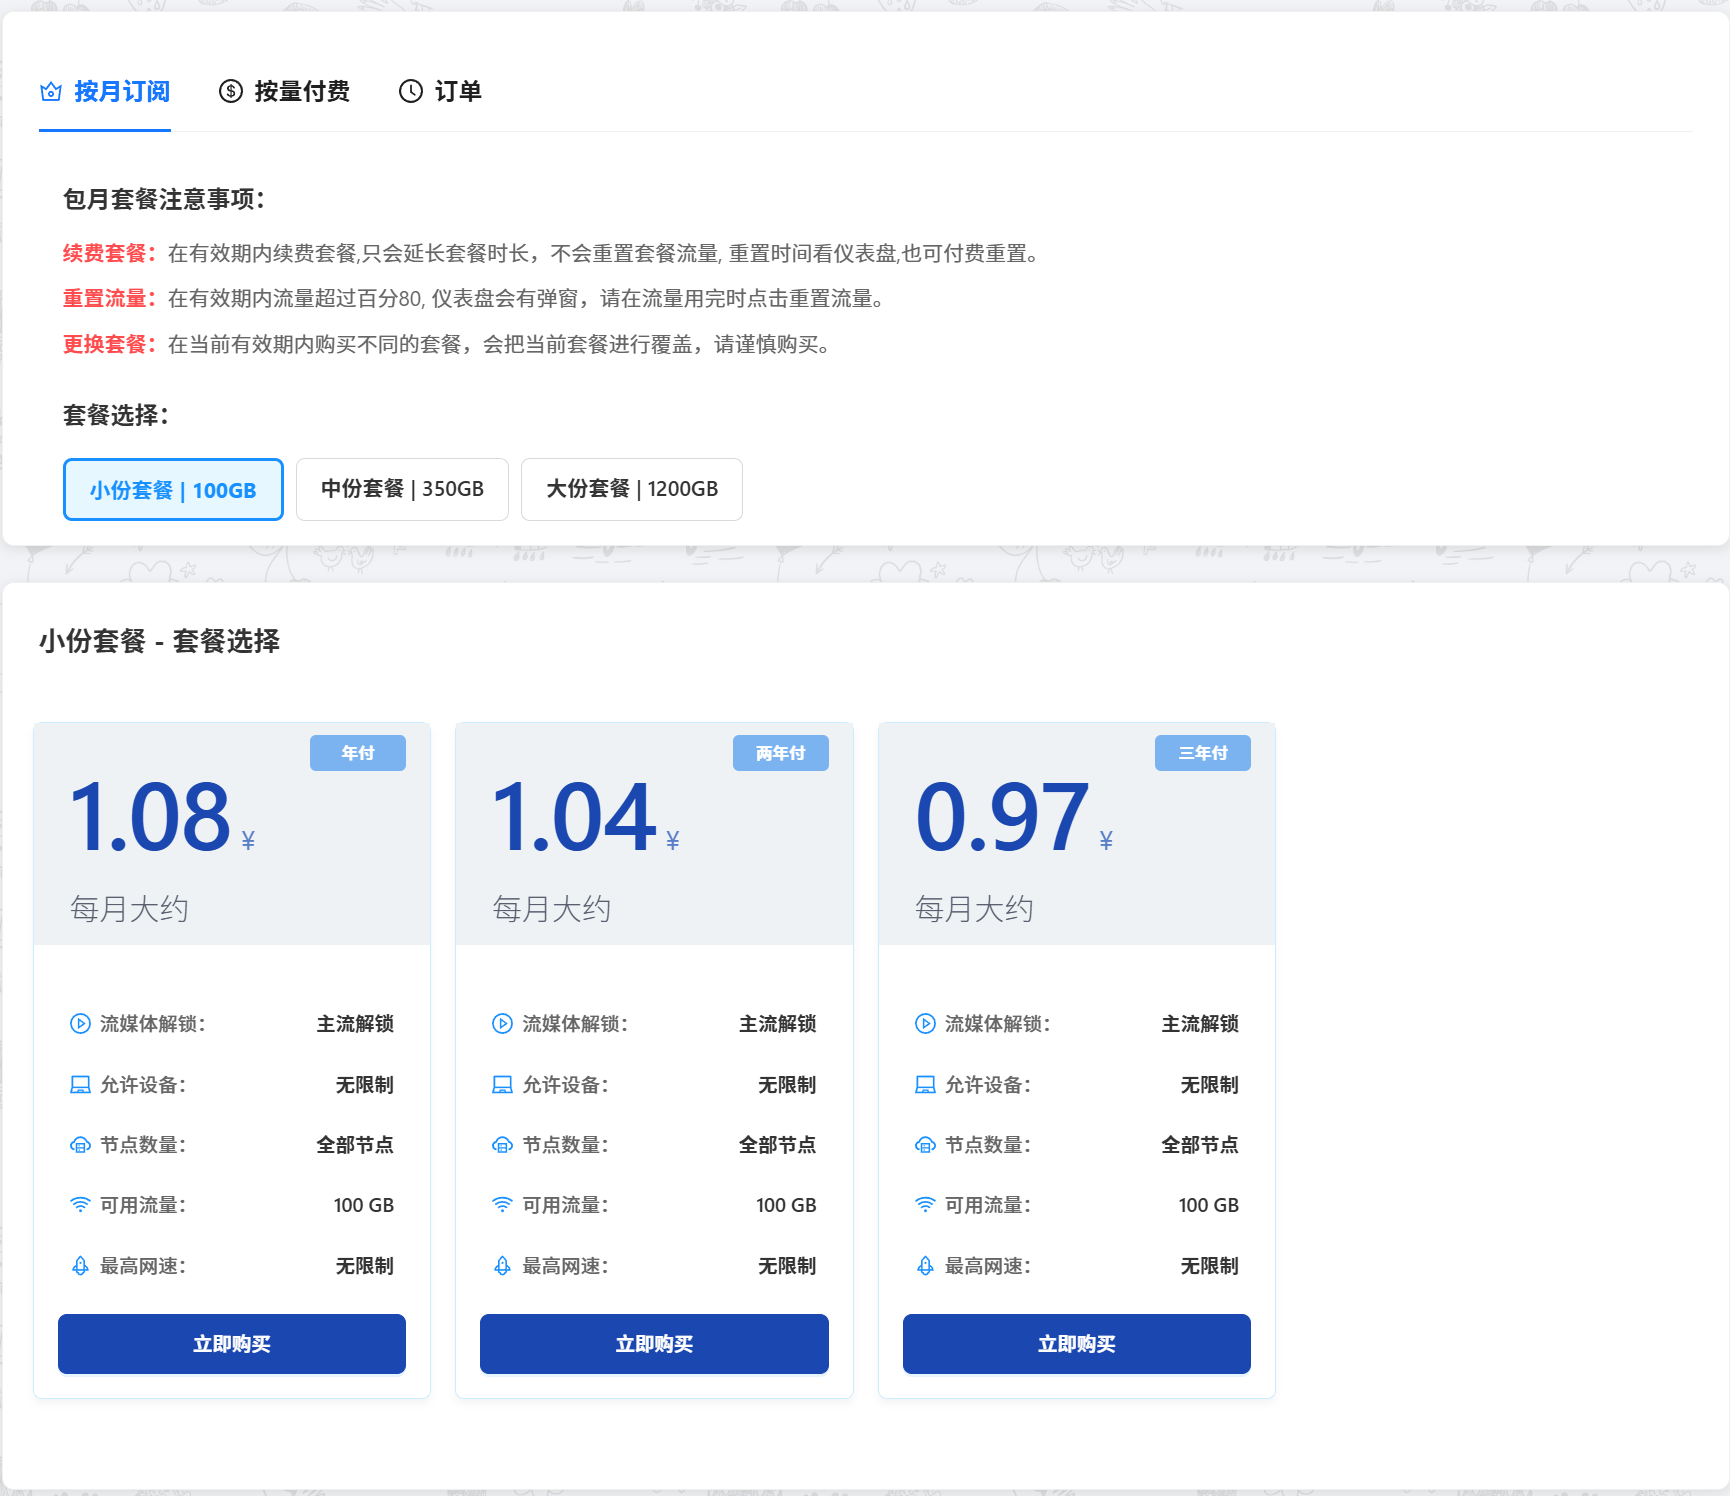 按月订阅 按量付费 订单
包月套餐注意事项：
续费套餐：在有效期内续费套餐,只会延长套餐时长，不会重置套餐流量, 重置时间看仪表盘,也可付费重置。
重置流量：在有效期内流量超过百分80, 仪表盘会有弹窗，请在流量用完时点击重置流量。
更换套餐：在当前有效期内购买不同的套餐，会把当前套餐进行覆盖，请谨慎购买。
套餐选择：
小份套餐 | 100GB 中份套餐 | 350GB 大份套餐 | 1200GB
小份套餐 - 套餐选择
年付
1.08 ¥
每月大约
流媒体解锁： 主流解锁
允许设备： 无限制
节点数量： 全部节点
可用流量： 100 GB
最高网速： 无限制
立即购买
两年付
1.04 ¥
每月大约
流媒体解锁： 主流解锁
允许设备： 无限制
节点数量： 全部节点
可用流量： 100 GB
最高网速： 无限制
立即购买
三年付
0.97 ¥
每月大约
流媒体解锁： 主流解锁
允许设备： 无限制
节点数量： 全部节点
可用流量： 100 GB
最高网速： 无限制
立即购买